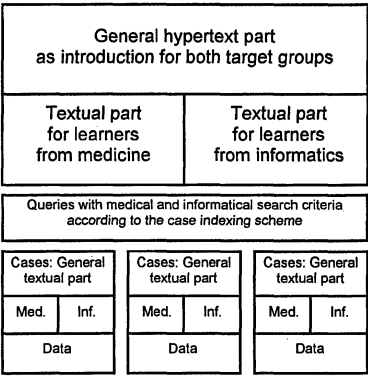 General hypertext part
as introduction for both target groups
Textual part
for learners
from medicine
Textual part
for learners
from informatics
Queries with medical and informatical search criteria
according to the case indexing scheme
Cases: General
textual part
Med.
Inf.
Data
Cases: General
textual part
Med.
Inf.
Data
Cases: General
textual part
Med.
Inf.
Data